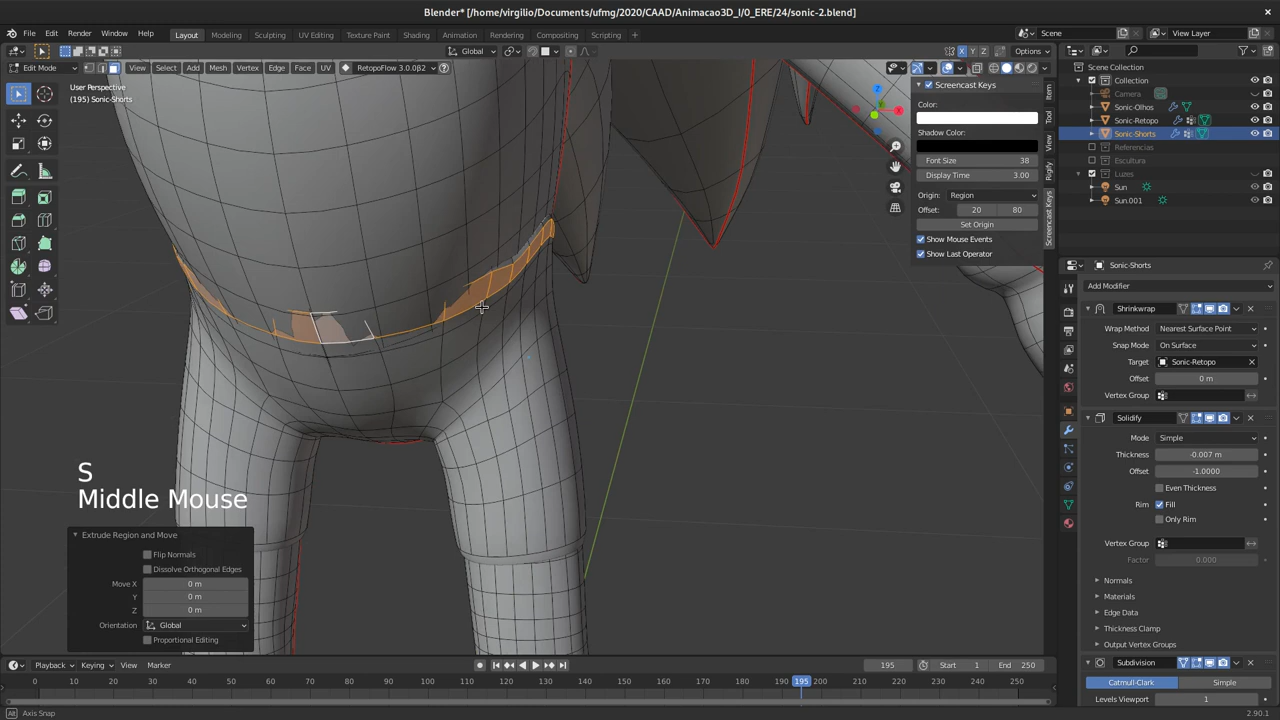 Blender* [/home/virgilio/Documents/ufmg/2020/CAAD/Animacao3D_I/0_ERE/24/sonic-2.blend]
File Edit Render Window Help Layout Modeling Sculpting UV Editing Texture Paint Shading Animation Rendering Compositing Scripting + Scene View Layer
Global Options
X Y Z
Edit Mode View Select Add Mesh Vertex Edge Face UV RetopoFlow 3.0.0β2
User Perspective
(195) Sonic-Shorts
Screencast Keys
Color:
Shadow Color:
Font Size 38
Display Time 3.00
Origin: Region
Offset: 20 80
Set Origin
Show Mouse Events
Show Last Operator
Item
Tool
View
Rigify
Screencast Keys
Scene Collection
Collection
Camera
Sonic-Olhos
Sonic-Retopo
Sonic-Shorts
Referencias
Escultura
Luzes
Sun
Sun.001
Sonic-Shorts
Add Modifier
Shrinkwrap
Wrap Method Nearest Surface Point
Snap Mode On Surface
Target Sonic-Retopo
Offset 0 m
Vertex Group
Solidify
Mode Simple
Thickness -0.007 m
Offset -1.0000
Even Thickness
Rim Fill
Only Rim
Vertex Group
Factor 0.000
Normals
Materials
Edge Data
Thickness Clamp
Output Vertex Groups
Subdivision
Catmull-Clark Simple
Levels Viewport 1
S
Middle Mouse
Extrude Region and Move
Flip Normals
Dissolve Orthogonal Edges
Move X 0 m
Y 0 m
Z 0 m
Orientation Global
Proportional Editing
Playback Keying View Marker 195 Start 1 End 250
0 10 20 30 40 50 60 70 80 90 100 110 120 130 140 150 160 170 180 190 195 200 210 220 230 240 250
Axis Snap 2.90.1